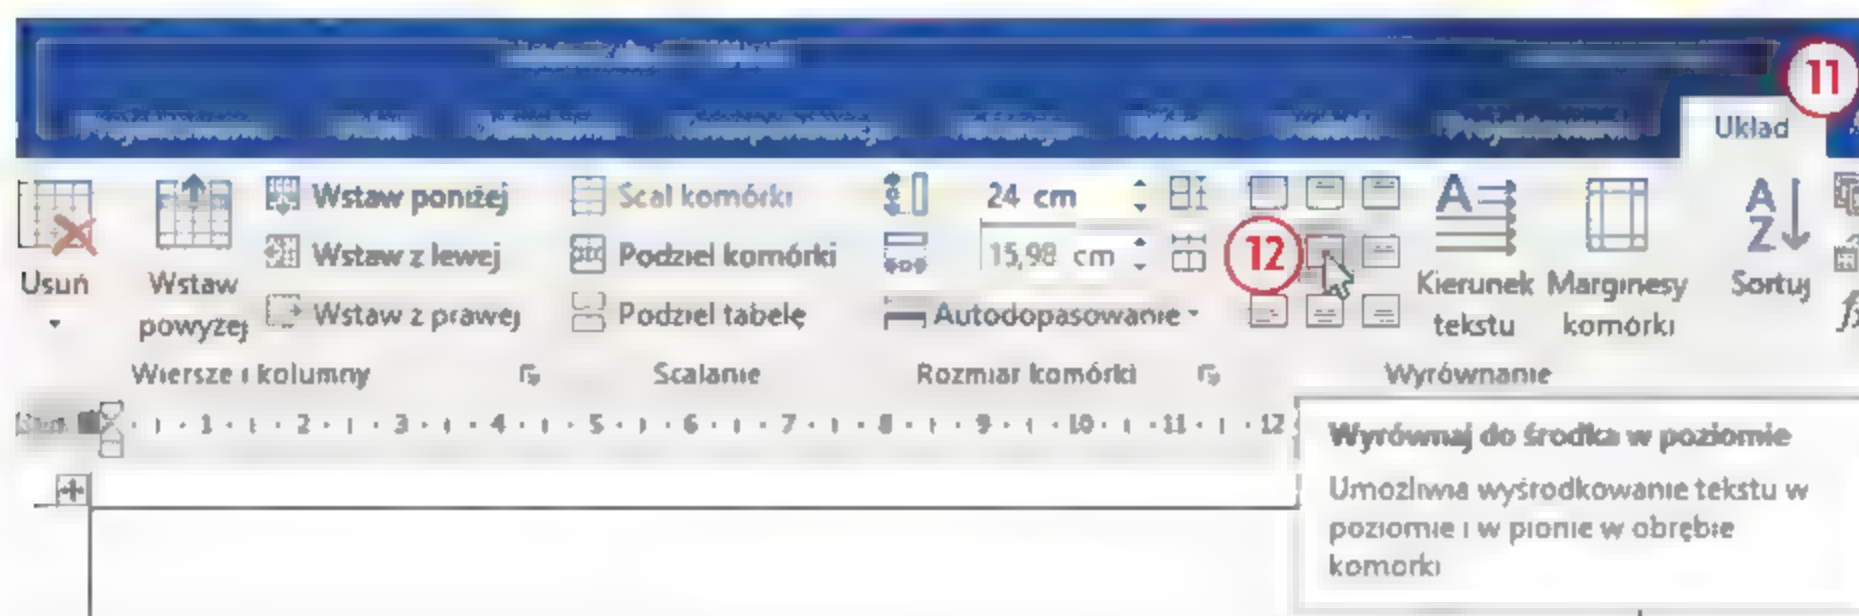 11
Układ
Usuń
Wstaw
powyżej
Wstaw poniżej
Wstaw z lewej
Wstaw z prawej
Wiersze i kolumny
Scal komórki
Podziel komórki
Podziel tabelę
Scalanie
24 cm
15,98 cm
Autodopasowanie
Rozmiar komórki
12
Kierunek
tekstu
Marginesy
komórki
Wyrównanie
A
Z
Sortuj
fx
1 2 3 4 5 6 7 8 9 10 11 12
Wyrównaj do środka w poziomie
Umożliwia wyśrodkowanie tekstu w
poziomie i w pionie w obrębie
komórki